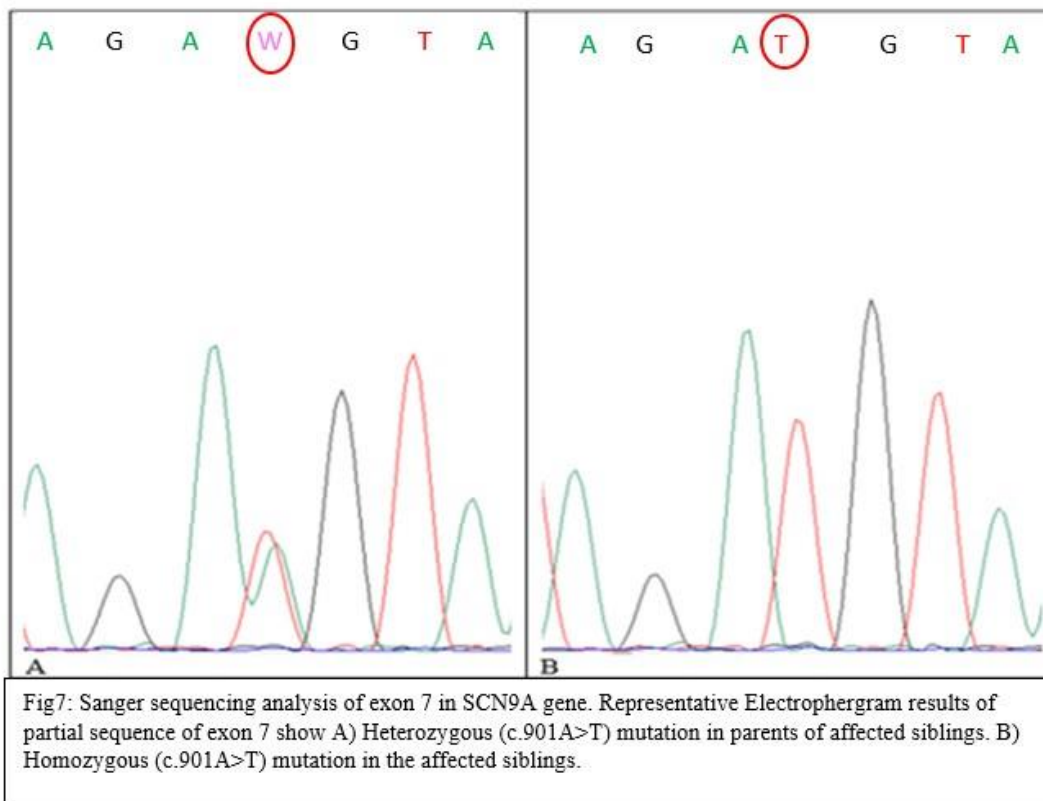 A G A W G T A A G A T G T A
A B
Fig7: Sanger sequencing analysis of exon 7 in SCN9A gene. Representative Electrophergram results of
partial sequence of exon 7 show A) Heterozygous (c.901A>T) mutation in parents of affected siblings. B)
Homozygous (c.901A>T) mutation in the affected siblings.